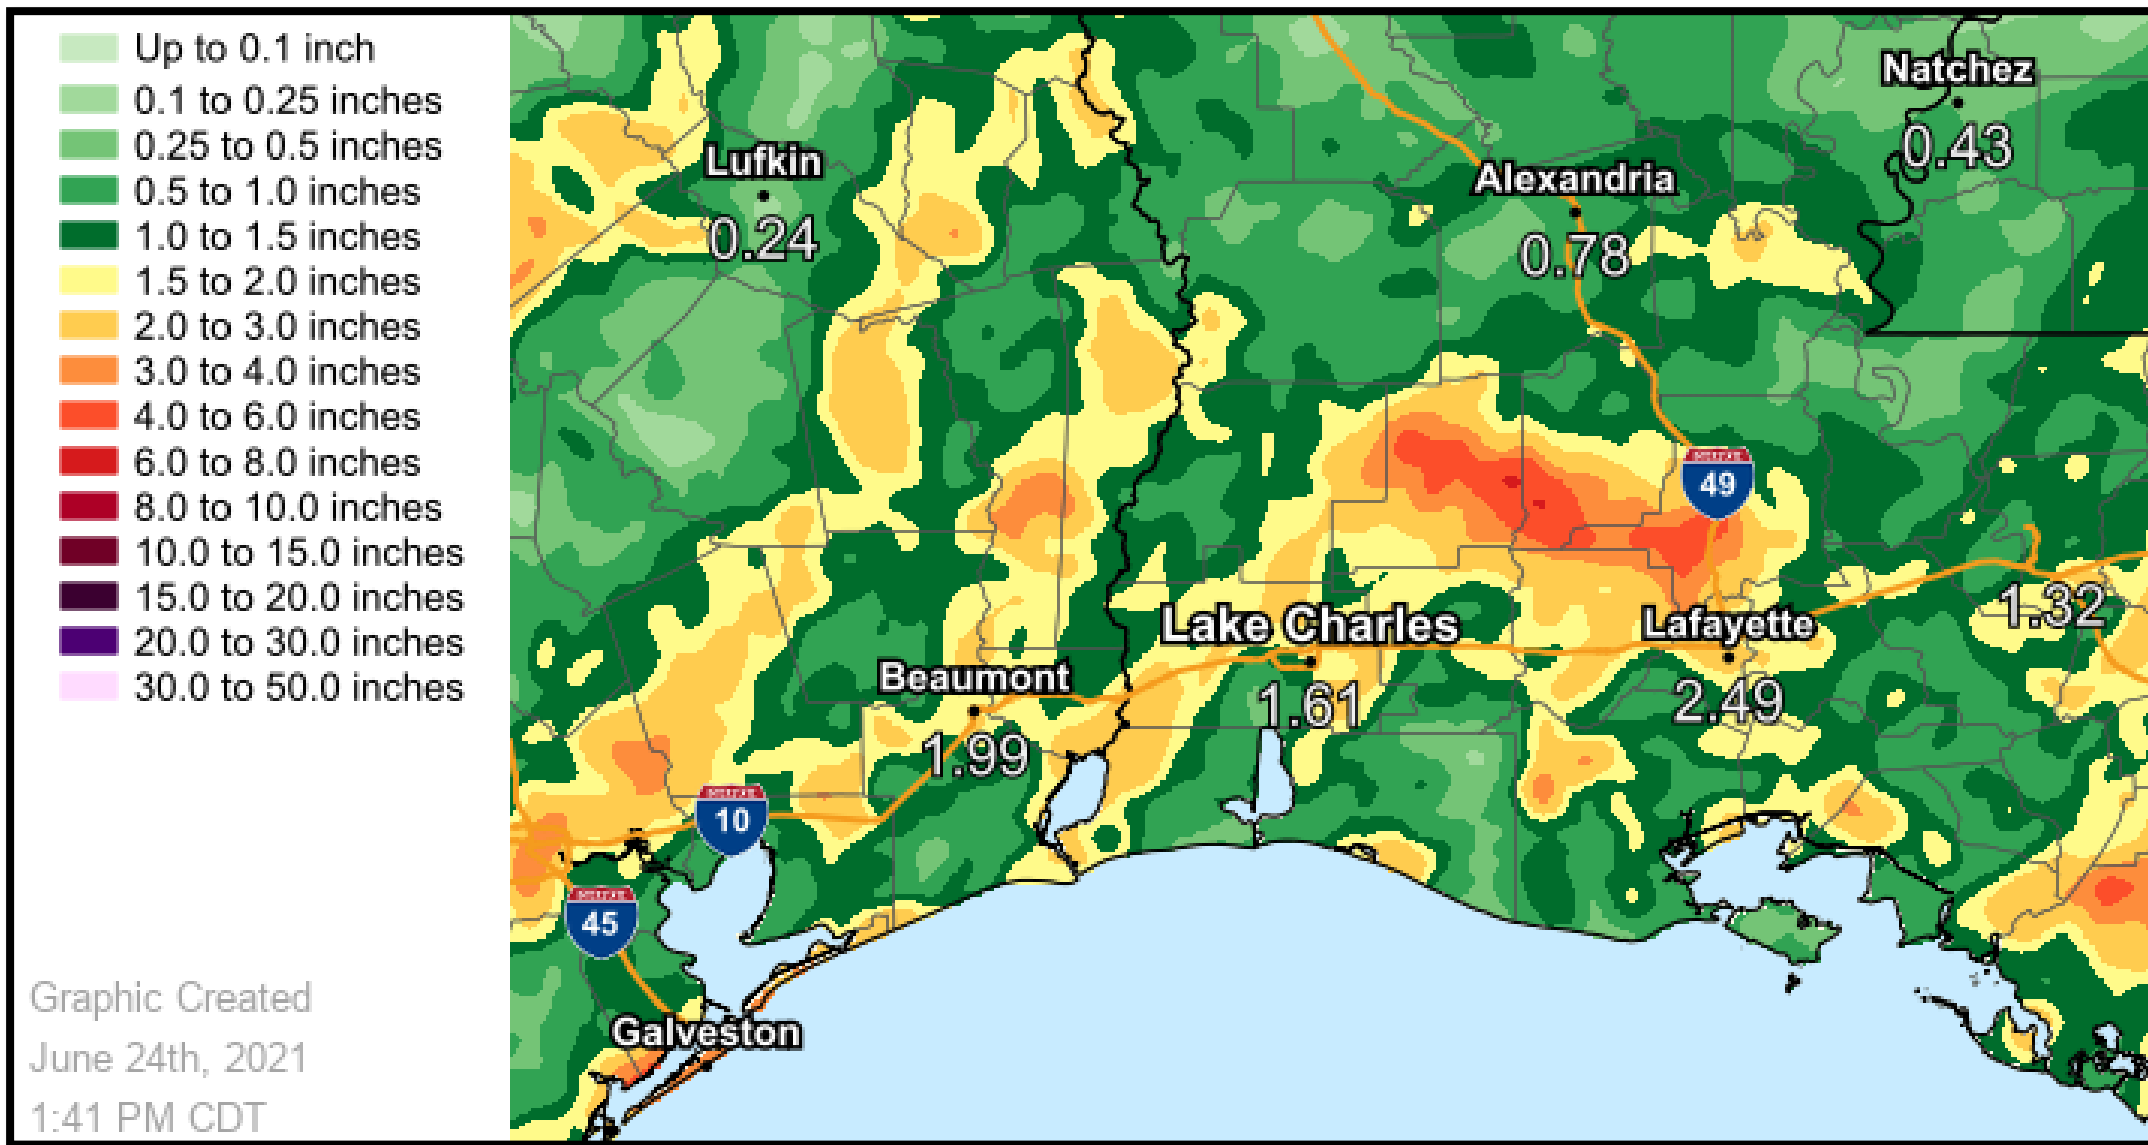 Up to 0.1 inch
0.1 to 0.25 inches
0.25 to 0.5 inches
0.5 to 1.0 inches
1.0 to 1.5 inches
1.5 to 2.0 inches
2.0 to 3.0 inches
3.0 to 4.0 inches
4.0 to 6.0 inches
6.0 to 8.0 inches
8.0 to 10.0 inches
10.0 to 15.0 inches
15.0 to 20.0 inches
20.0 to 30.0 inches
30.0 to 50.0 inches
Graphic Created
June 24th, 2021
1:41 PM CDT
Natchez
0.43
Lufkin
0.24
Alexandria
0.78
49
Lake Charles
1.61
Lafayette
2.49
1.32
Beaumont
1.99
10
45
Galveston